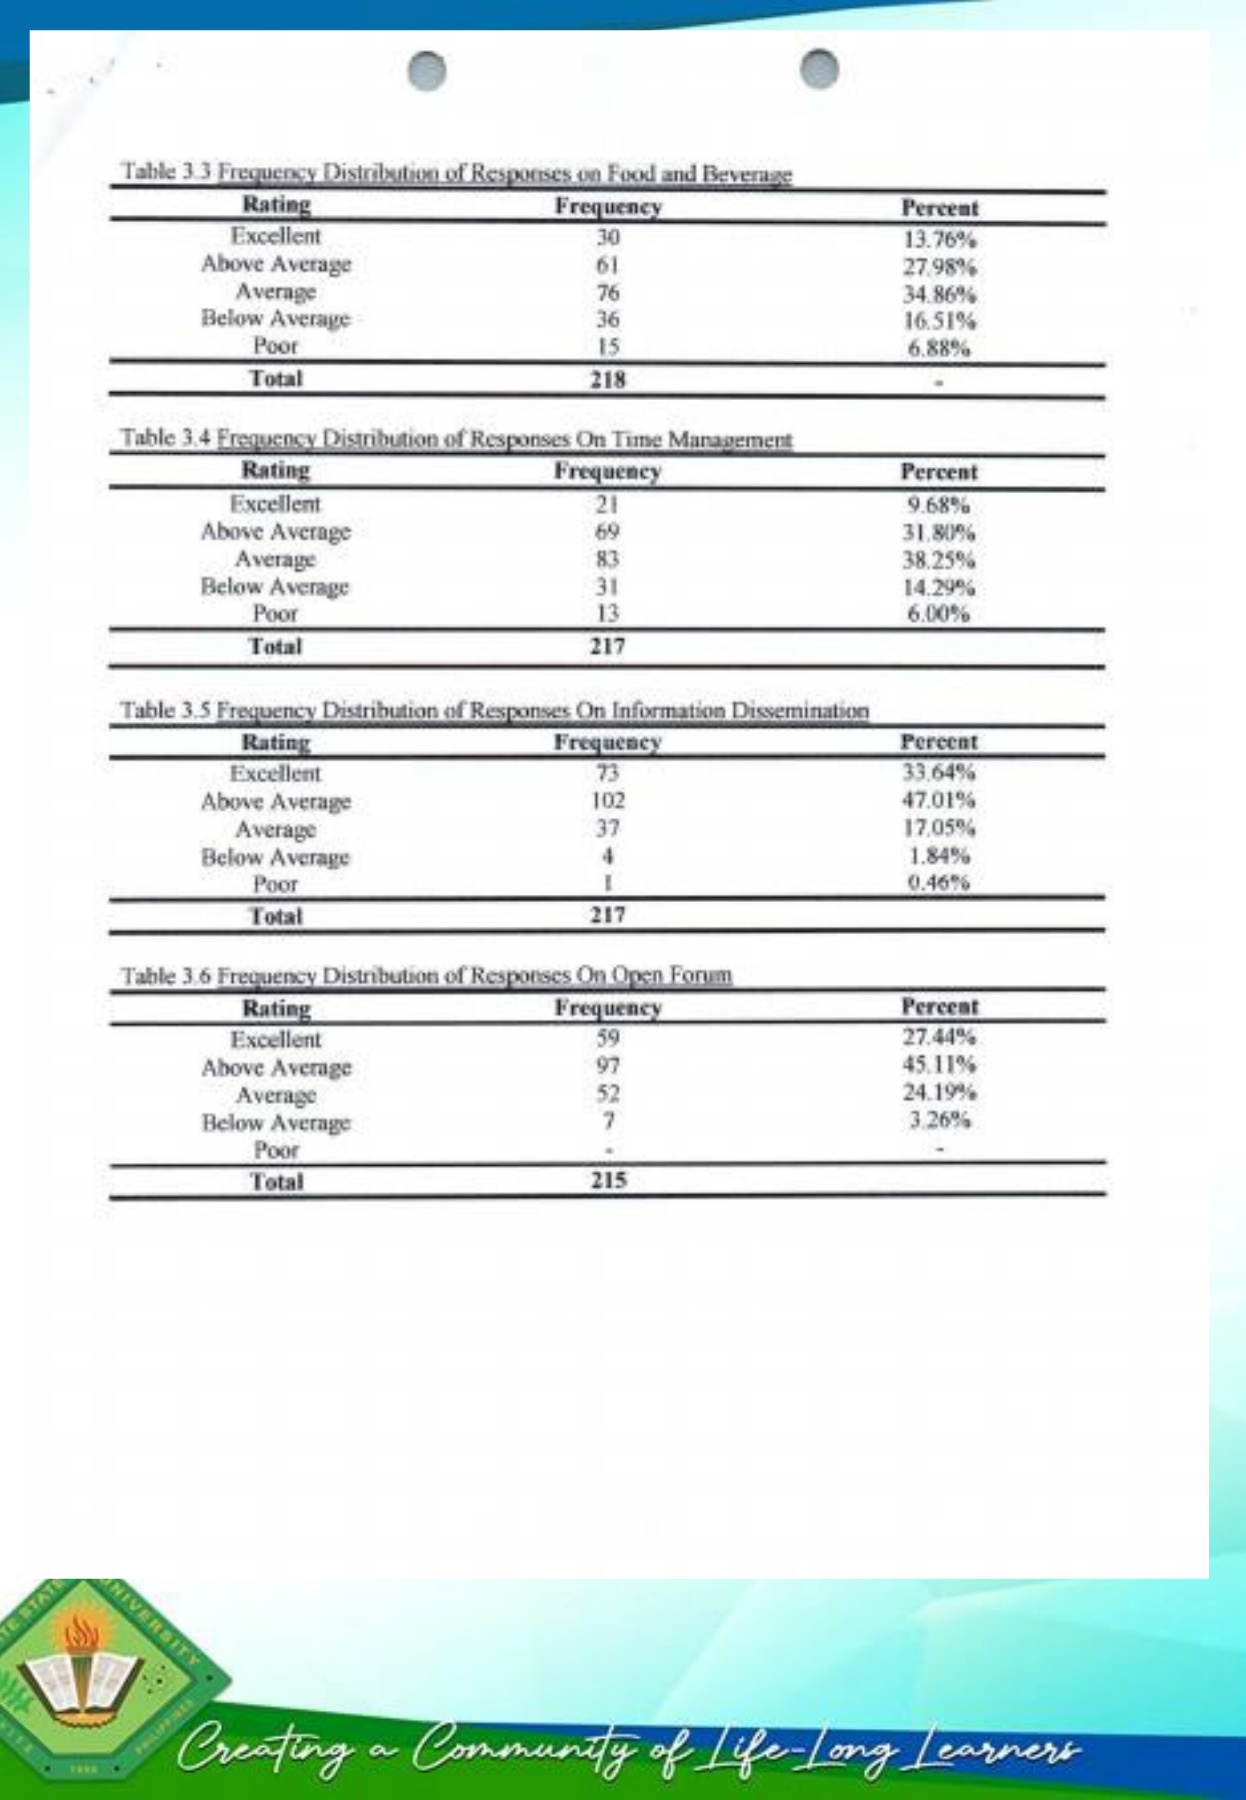 Table 3.3 Frequency Distribution of Responses on Food and Beverage
Rating Frequency Percent
Excellent 30 13.76%
Above Average 61 27.98%
Average 76 34.86%
Below Average 36 16.51%
Poor 15 6.88%
Total 218 -
Table 3.4 Frequency Distribution of Responses On Time Management
Rating Frequency Percent
Excellent 21 9.68%
Above Average 69 31.80%
Average 83 38.25%
Below Average 31 14.29%
Poor 13 6.00%
Total 217
Table 3.5 Frequency Distribution of Responses On Information Dissemination
Rating Frequency Percent
Excellent 73 33.64%
Above Average 102 47.01%
Average 37 17.05%
Below Average 4 1.84%
Poor 1 0.46%
Total 217
Table 3.6 Frequency Distribution of Responses On Open Forum
Rating Frequency Percent
Excellent 59 27.44%
Above Average 97 45.11%
Average 52 24.19%
Below Average 7 3.26%
Poor - -
Total 215
STATE UNIVERSITY
PHILIPPINES
Creating a Community of Life-Long Learners